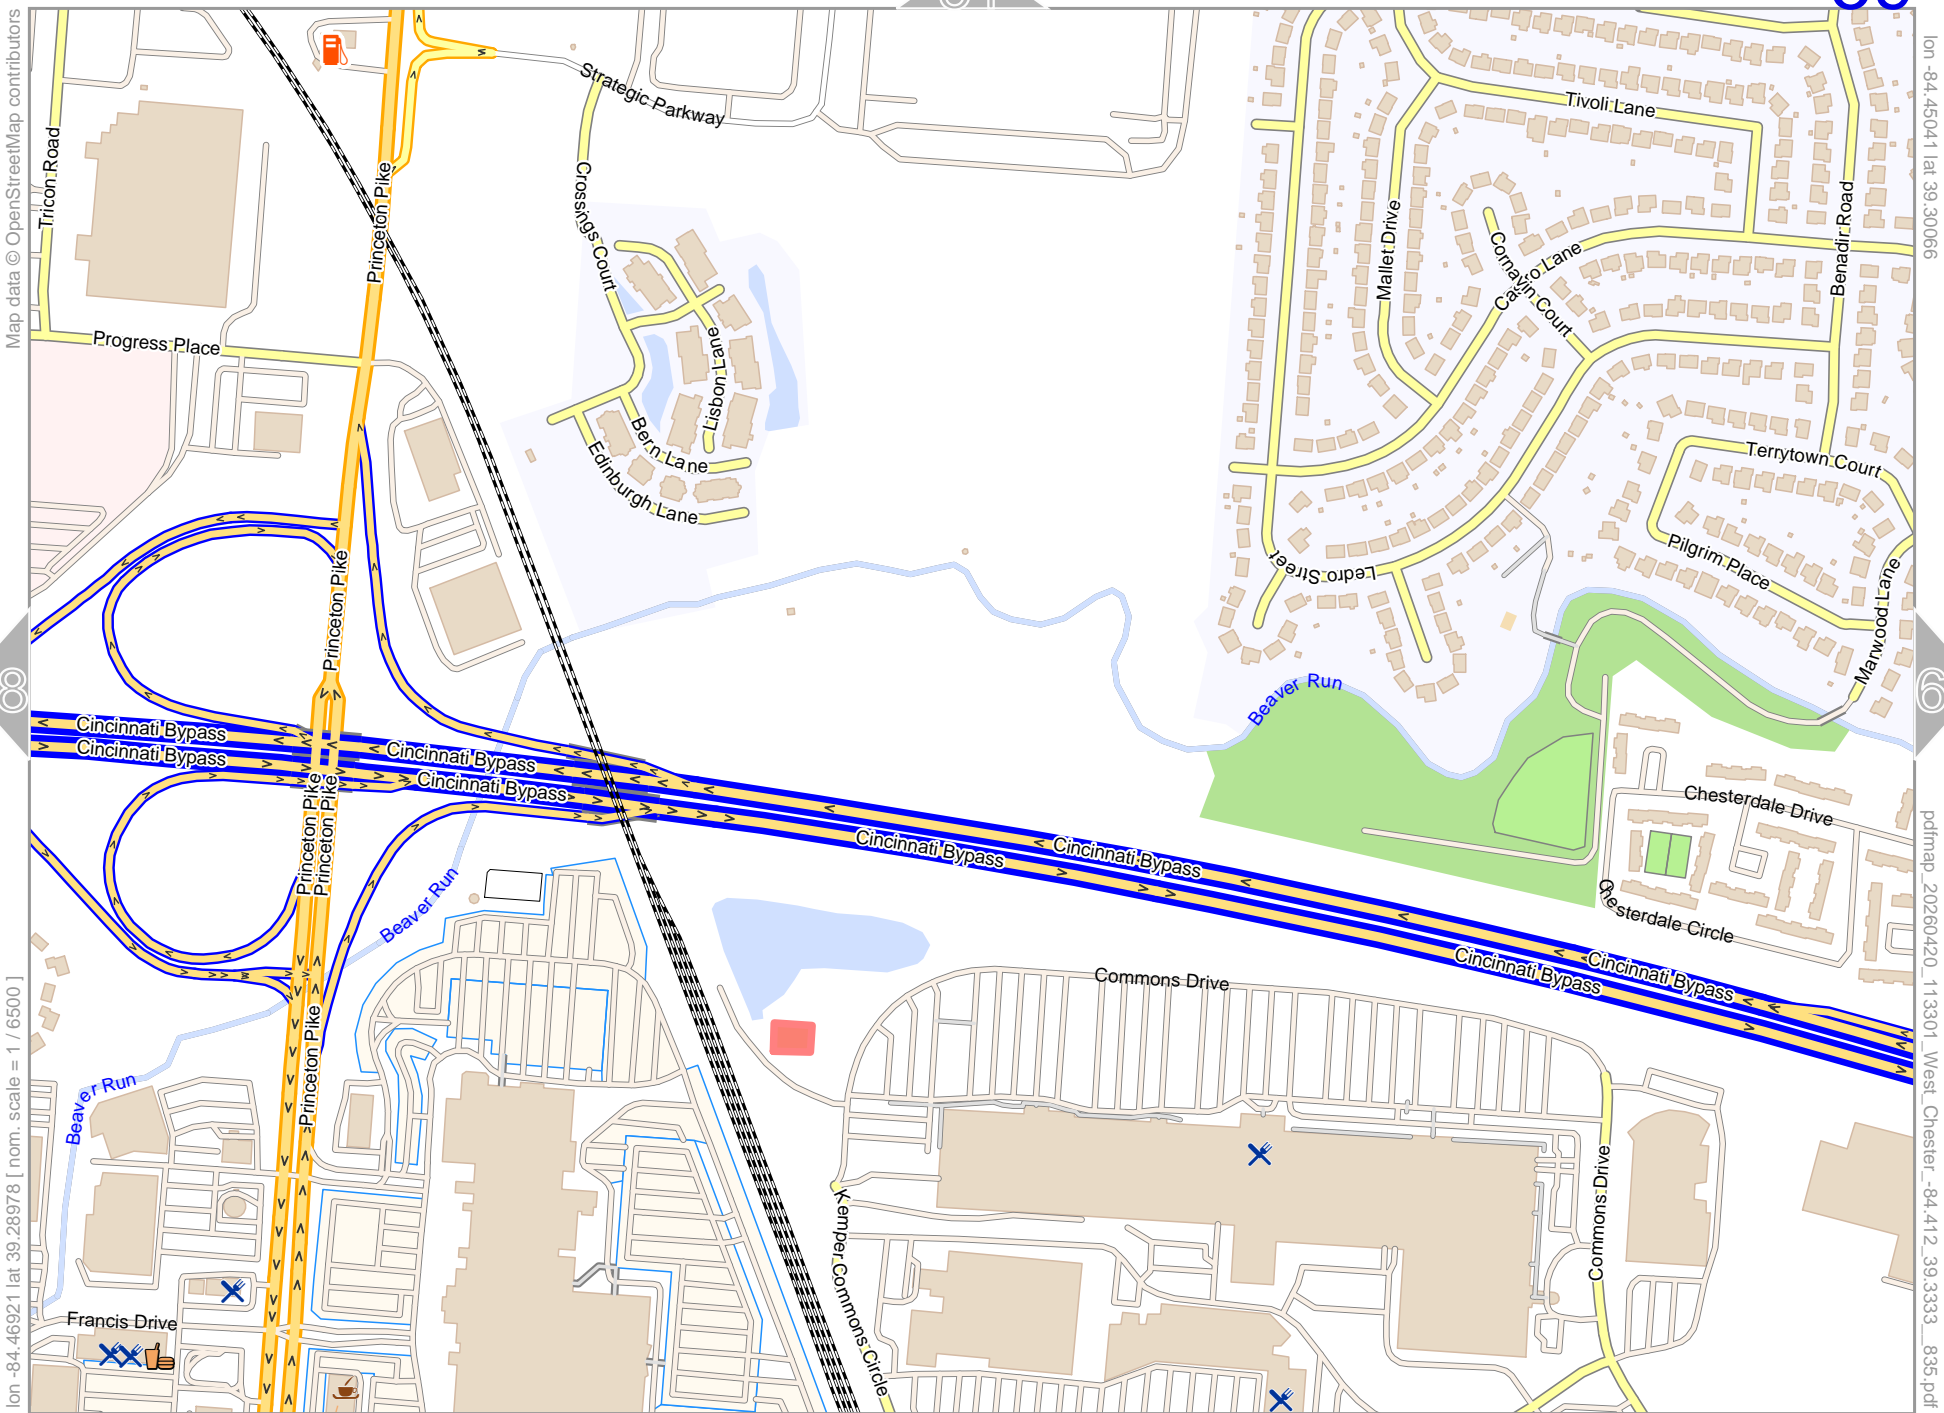 Map data © OpenStreetMap contributors
lon -84.45041 lat 39.30066
Strategic Parkway
Tivoli Lane
Tricon Road
Princeton Pike
Crossings Court
Mallet Drive
Benadir Road
Cornavin Court
Progress Place
Lisbon Lane
Bern Lane
Edinburgh Lane
Terrytown Court
Pilgrim Place
Ledro Street
Princeton Pike
Marwood Lane
Beaver Run
8
6
Cincinnati Bypass
Cincinnati Bypass
Cincinnati Bypass
Cincinnati Bypass
Princeton Pike
Princeton Pike
Cincinnati Bypass
Cincinnati Bypass
Chesterdale Drive
Chesterdale Circle
Beaver Run
Cincinnati Bypass
Cincinnati Bypass
Commons Drive
Princeton Pike
Beaver Run
Commons Drive
Kemper Commons Circle
Francis Drive
lon -84.46921 lat 39.28978 [ nom. scale = 1 / 6500 ]
pdfmap_20260420_113301_West_Chester_-84.412_39.33333__835.pdf